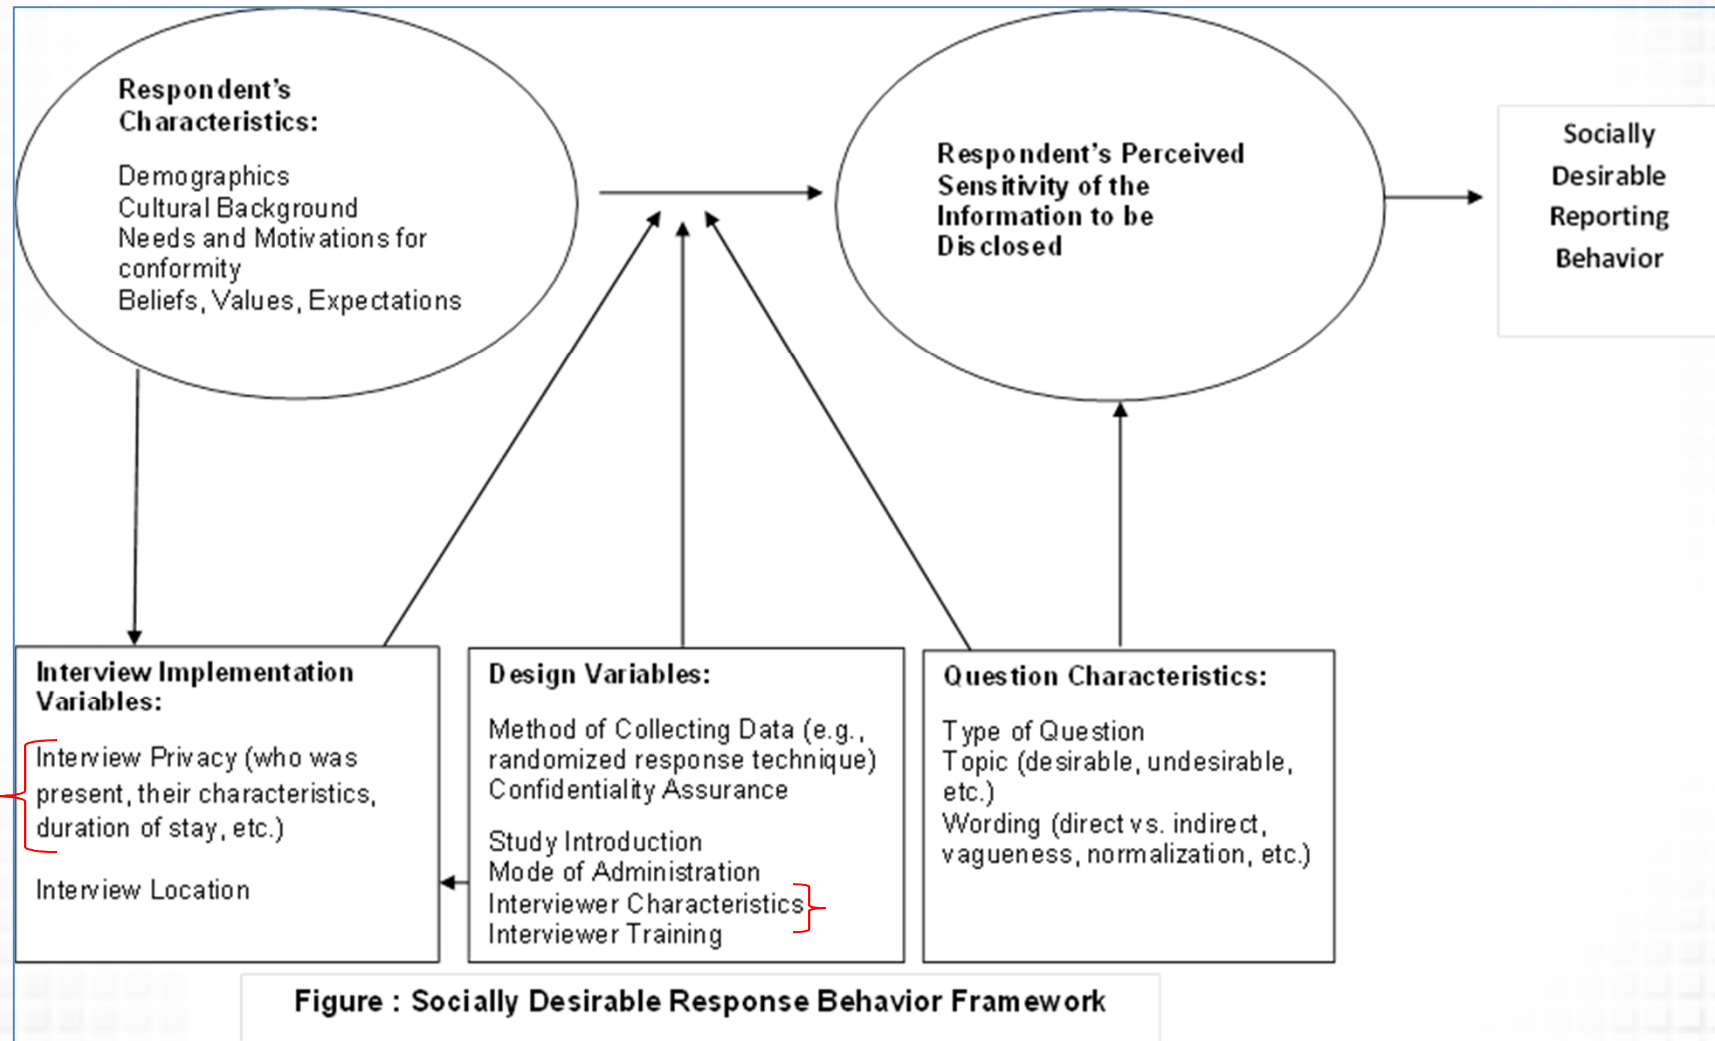 Respondent's
Characteristics:
Demographics
Cultural Background
Needs and Motivations for
conformity
Beliefs, Values, Expectations
Respondent's Perceived
Sensitivity of the
Information to be
Disclosed
Socially
Desirable
Reporting
Behavior
Interview Implementation
Variables:
Interview Privacy (who was
present, their characteristics,
duration of stay, etc.)
Interview Location
Design Variables:
Method of Collecting Data (e.g.,
randomized response technique)
Confidentiality Assurance
Study Introduction
Mode of Administration
Interviewer Characteristics
Interviewer Training
Question Characteristics:
Type of Question
Topic (desirable, undesirable,
etc.)
Wording (direct vs. indirect,
vagueness, normalization, etc.)
Figure : Socially Desirable Response Behavior Framework